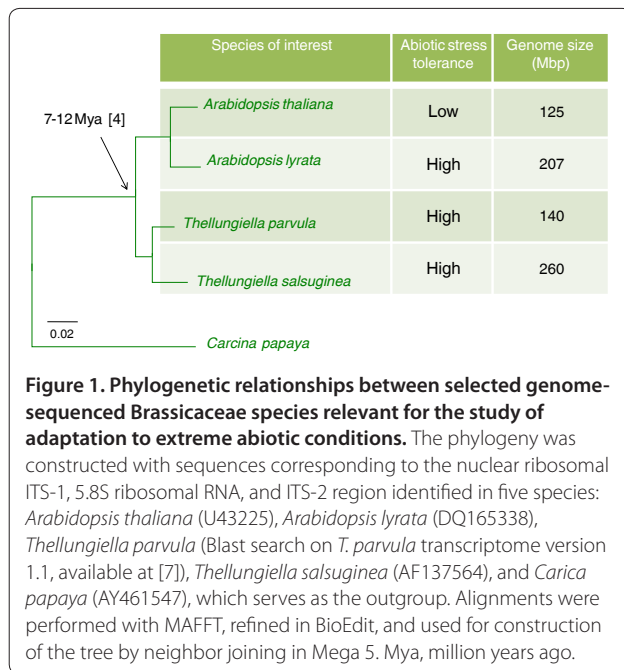 Species of interest
Abiotic stress
tolerance
Genome size
(Mbp)
7-12 Mya [4]
Arabidopsis thaliana
Low
125
Arabidopsis lyrata
High
207
Thellungiella parvula
High
140
Thellungiella salsuginea
High
260
0.02
Carcina papaya
Figure 1. Phylogenetic relationships between selected genome-
sequenced Brassicaceae species relevant for the study of
adaptation to extreme abiotic conditions. The phylogeny was
constructed with sequences corresponding to the nuclear ribosomal
ITS-1, 5.8S ribosomal RNA, and ITS-2 region identified in five species:
Arabidopsis thaliana (U43225), Arabidopsis lyrata (DQ165338),
Thellungiella parvula (Blast search on T. parvula transcriptome version
1.1, available at [7]), Thellungiella salsuginea (AF137564), and Carica
papaya (AY461547), which serves as the outgroup. Alignments were
performed with MAFFT, refined in BioEdit, and used for construction
of the tree by neighbor joining in Mega 5. Mya, million years ago.